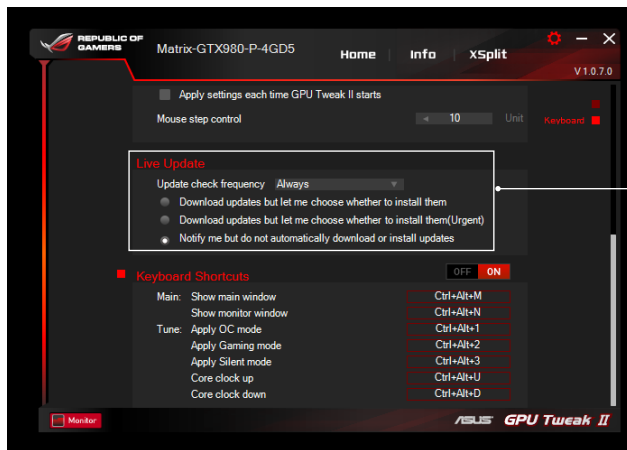 REPUBLIC OF
GAMERS
Matrix-GTX980-P-4GD5
Home Info XSplit
V 1.0.7.0
Apply settings each time GPU Tweak II starts
Mouse step control 10 Unit
Keyboard
Live Update
Update check frequency Always
Download updates but let me choose whether to install them
Download updates but let me choose whether to install them(Urgent)
Notify me but do not automatically download or install updates
Keyboard Shortcuts OFF ON
Main: Show main window Ctrl+Alt+M
Show monitor window Ctrl+Alt+N
Tune: Apply OC mode Ctrl+Alt+1
Apply Gaming mode Ctrl+Alt+2
Apply Silent mode Ctrl+Alt+3
Core clock up Ctrl+Alt+U
Core clock down Ctrl+Alt+D
Monitor
ASUS GPU Tweak II